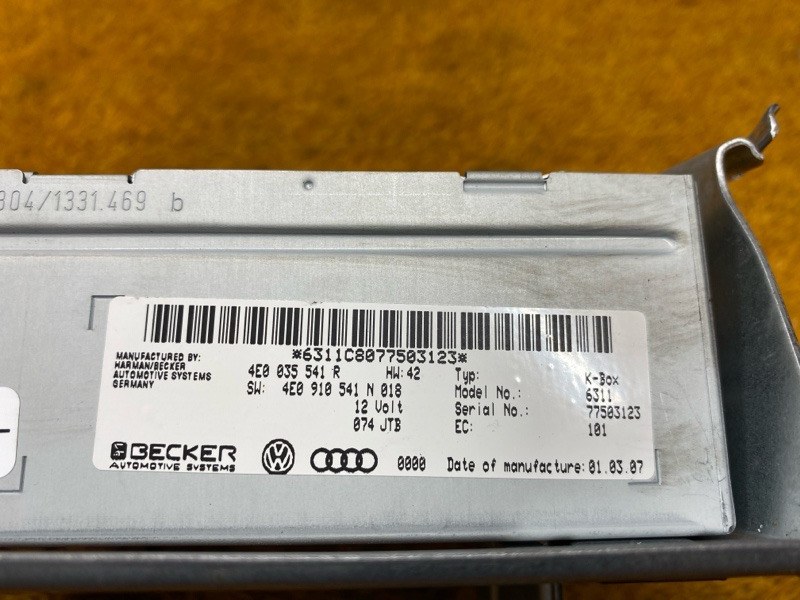 304/1331.469 b
*6311C8077503123*
MANUFACTURED BY:
HARMAN/BECKER
AUTOMOTIVE SYSTEMS
GERMANY
4E0 035 541 R HW: 42
SW: 4E0 910 541 N 018
12 Volt
074 JTB
Typ: K-Box
Model No.: 6311
Serial No.: 77503123
EC: 101
BECKER
AUTOMOTIVE SYSTEMS
VW
0000 Date of manufacture: 01.03.07